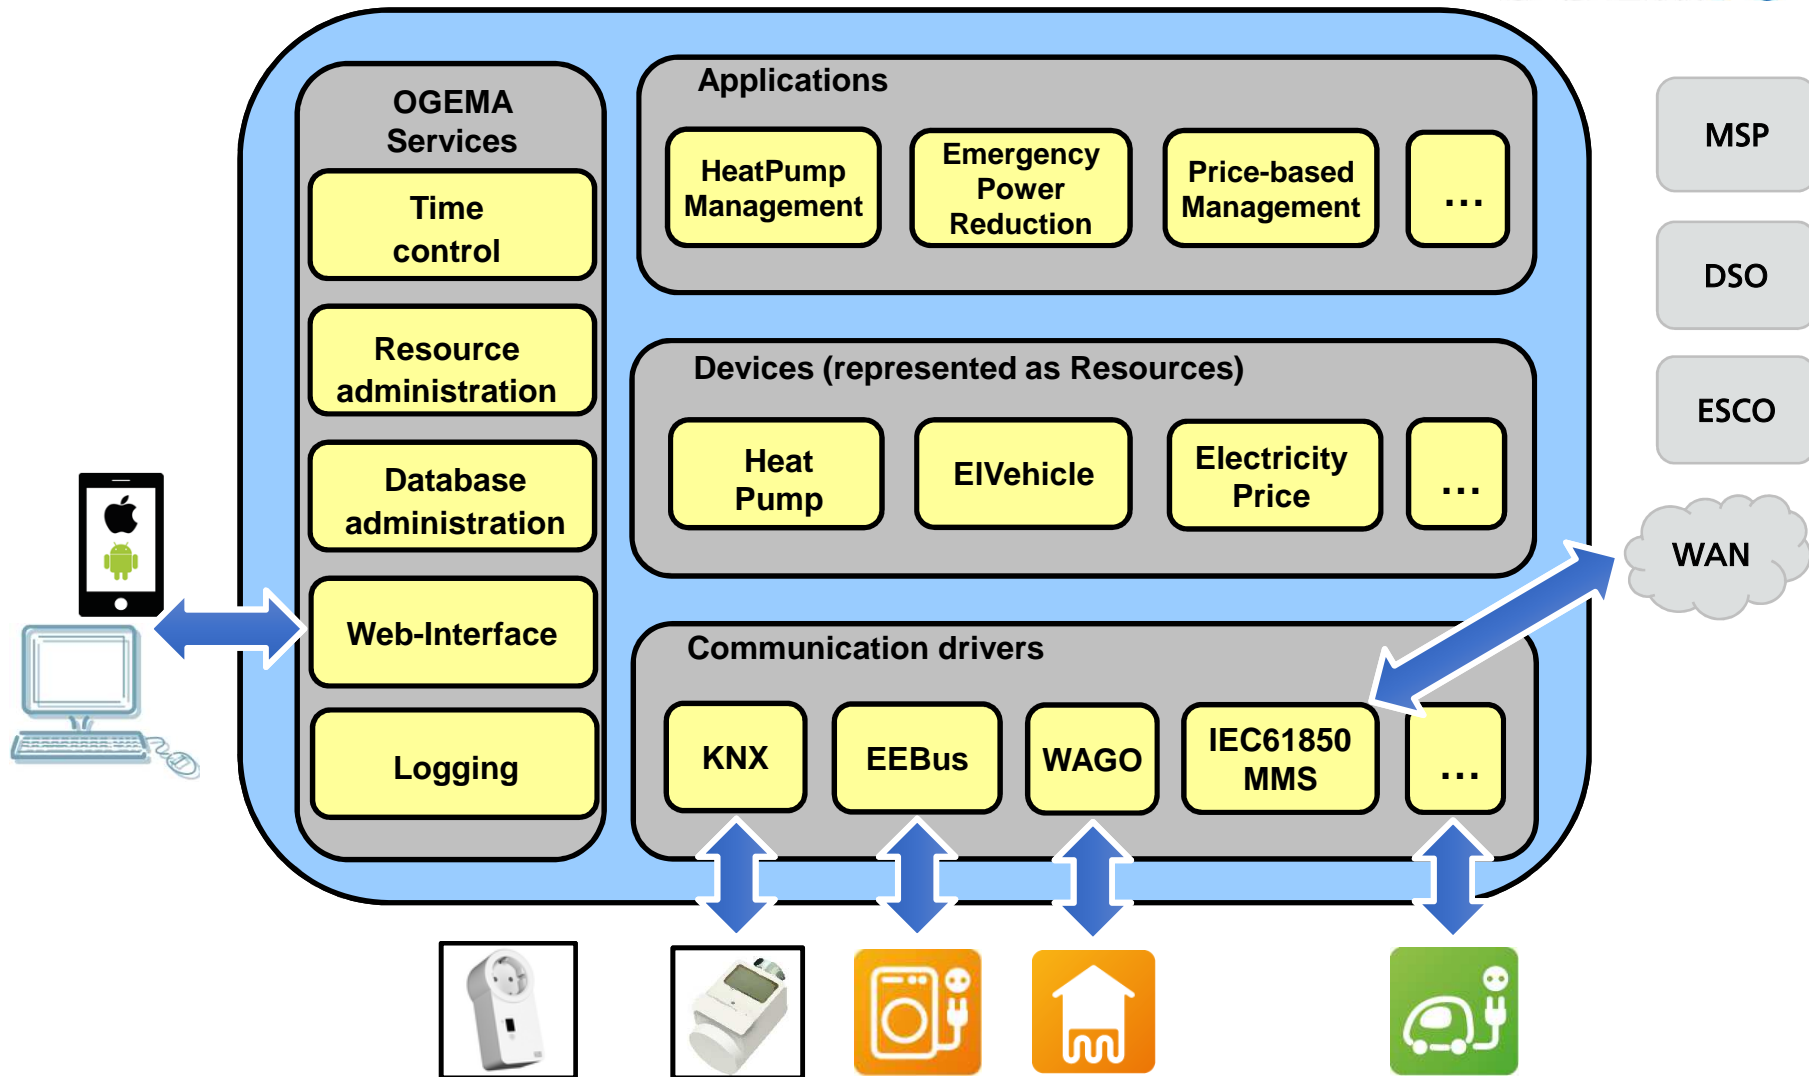 OGEMA
Services
Time
control
Resource
administration
Database
administration
Web-Interface
Logging
Applications
HeatPump
Management
Emergency
Power
Reduction
Price-based
Management
...
Devices (represented as Resources)
Heat
Pump
ElVehicle
Electricity
Price
...
Communication drivers
KNX
EEBus
WAGO
IEC61850
MMS
...
MSP
DSO
ESCO
WAN